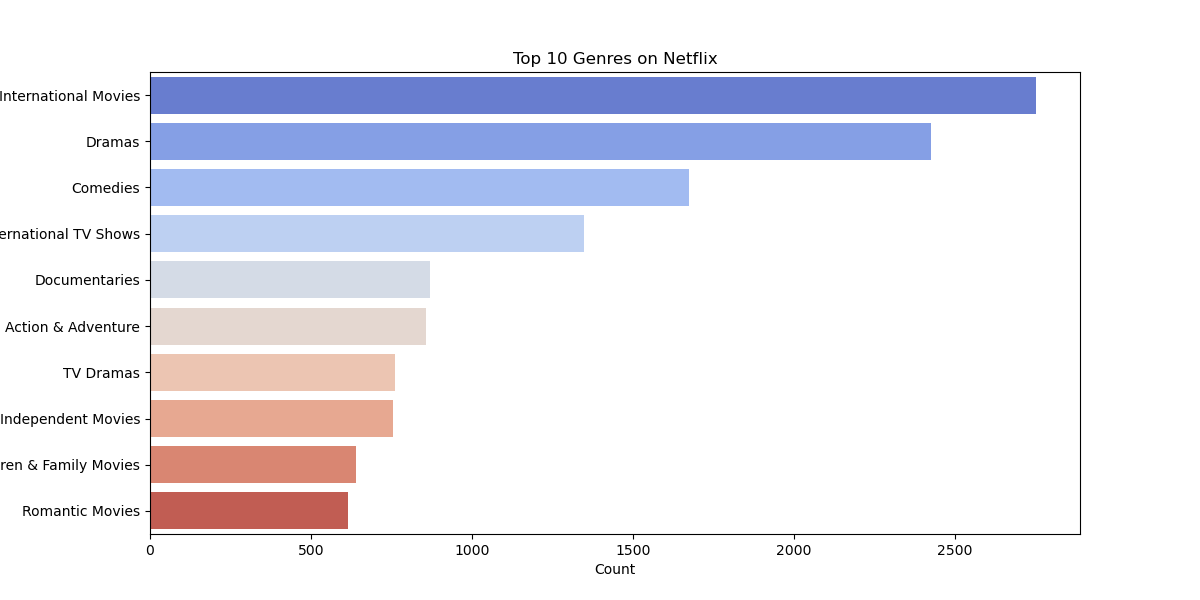 Top 10 Genres on Netflix
International Movies
Dramas
Comedies
ernational TV Shows
Documentaries
Action & Adventure
TV Dramas
Independent Movies
ren & Family Movies
Romantic Movies
0 500 1000 1500 2000 2500
Count